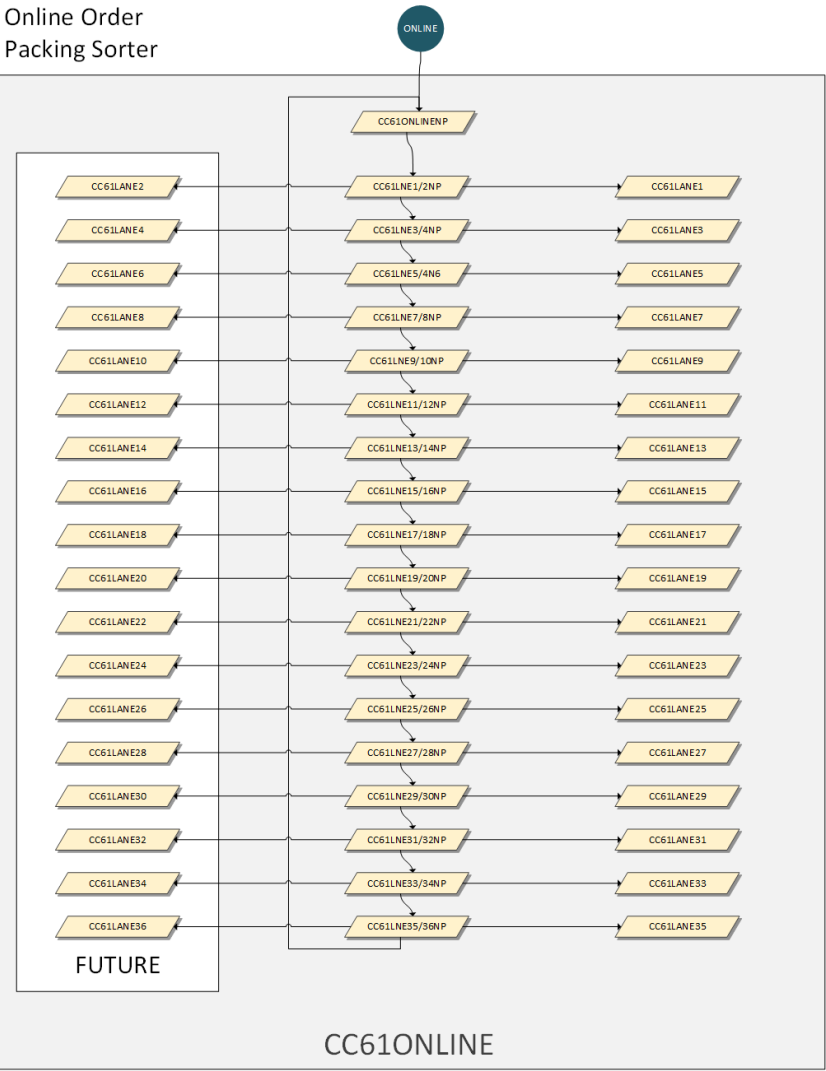 Online Order
Packing Sorter
ONLINE
CC61ONLINENP
CC61LANE2 CC61LNE1/2NP CC61LANE1
CC61LANE4 CC61LNE3/4NP CC61LANE3
CC61LANE6 CC61LNE5/4N6 CC61LANE5
CC61LANE8 CC61LNE7/8NP CC61LANE7
CC61LANE10 CC61LNE9/10NP CC61LANE9
CC61LANE12 CC61LNE11/12NP CC61LANE11
CC61LANE14 CC61LNE13/14NP CC61LANE13
CC61LANE16 CC61LNE15/16NP CC61LANE15
CC61LANE18 CC61LNE17/18NP CC61LANE17
CC61LANE20 CC61LNE19/20NP CC61LANE19
CC61LANE22 CC61LNE21/22NP CC61LANE21
CC61LANE24 CC61LNE23/24NP CC61LANE23
CC61LANE26 CC61LNE25/26NP CC61LANE25
CC61LANE28 CC61LNE27/28NP CC61LANE27
CC61LANE30 CC61LNE29/30NP CC61LANE29
CC61LANE32 CC61LNE31/32NP CC61LANE31
CC61LANE34 CC61LNE33/34NP CC61LANE33
CC61LANE36 CC61LNE35/36NP CC61LANE35
FUTURE
CC61ONLINE